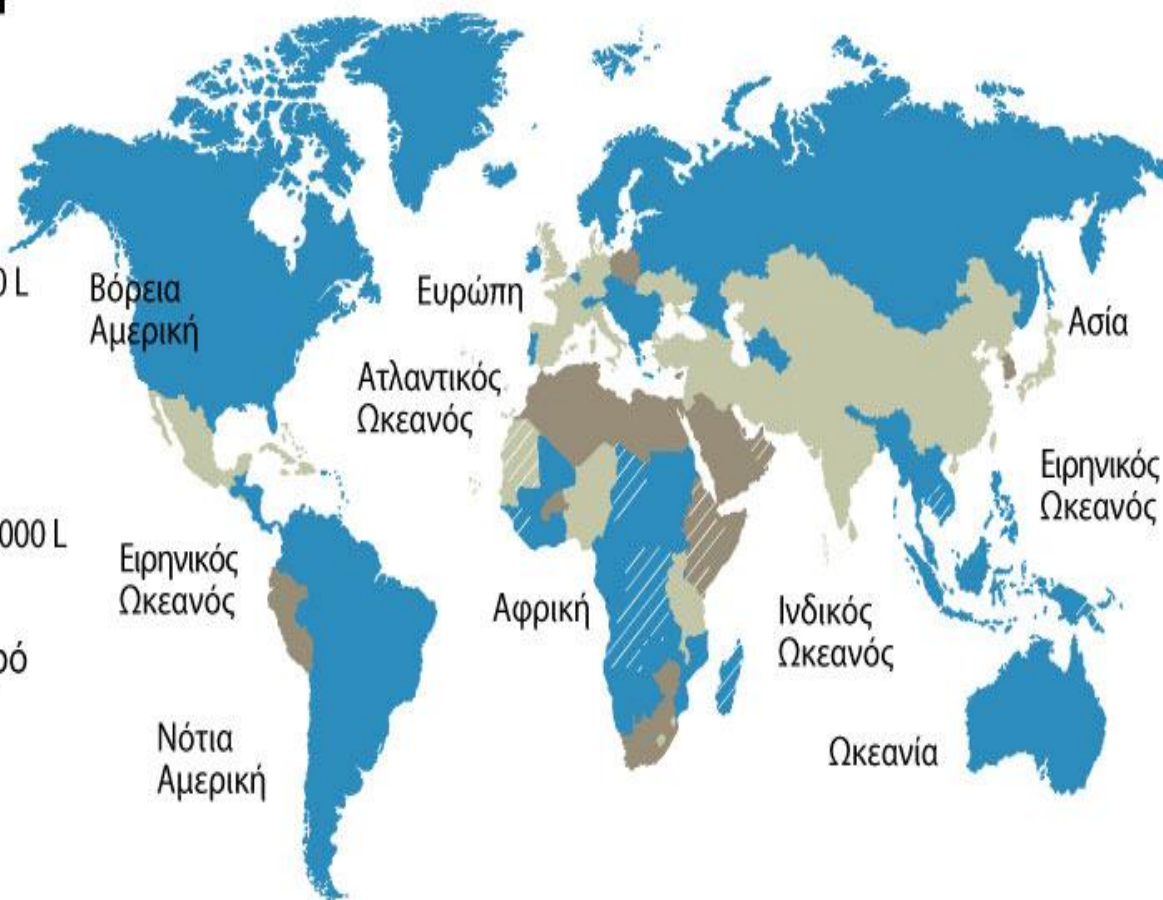 0 L
Βόρεια
Αμερική
Ευρώπη
Ασία
Ατλαντικός
Ωκεανός
Ειρηνικός
Ωκεανός
000 L
Ειρηνικός
Ωκεανός
Αφρική
Ινδικός
Ωκεανός
ρό
Νότια
Αμερική
Ωκεανία